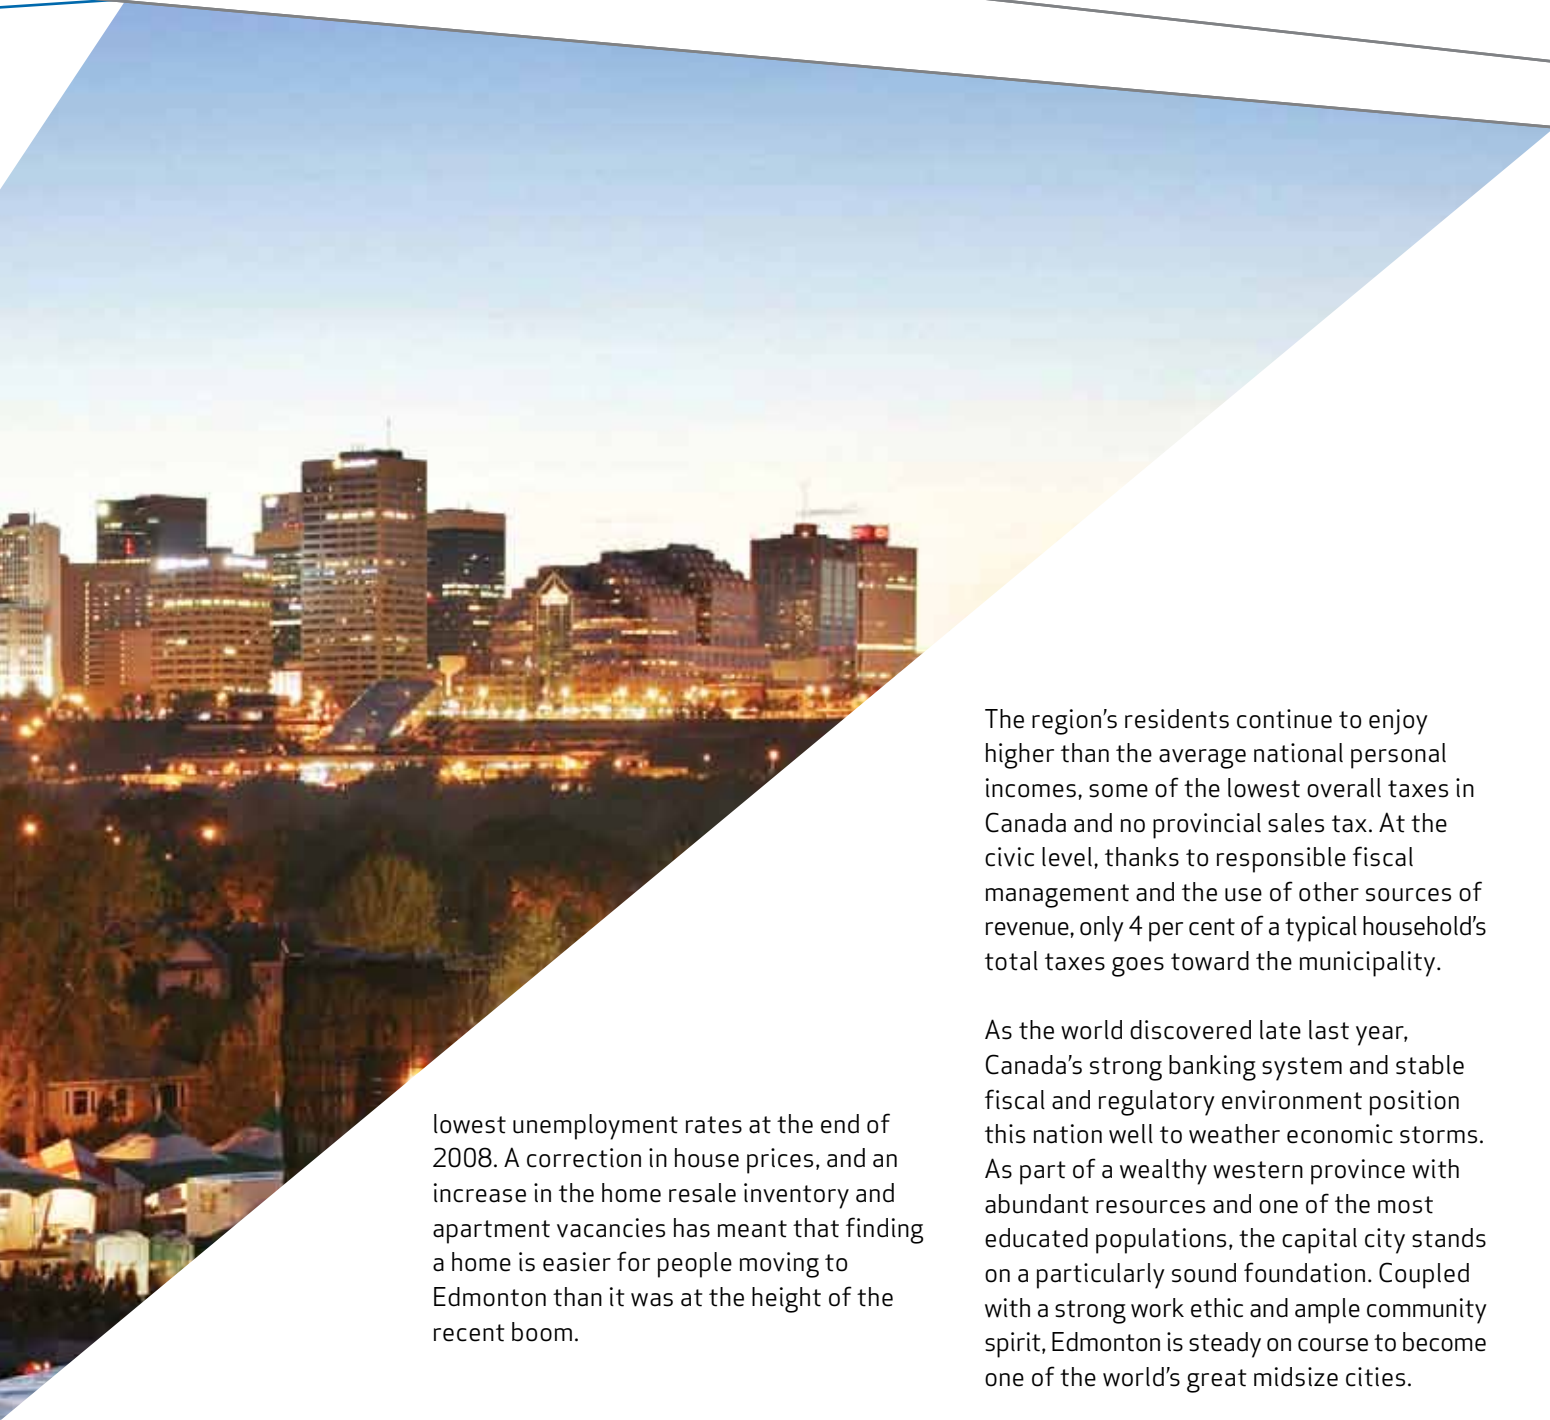 lowest unemployment rates at the end of
2008. A correction in house prices, and an
increase in the home resale inventory and
apartment vacancies has meant that finding
a home is easier for people moving to
Edmonton than it was at the height of the
recent boom.
The region’s residents continue to enjoy
higher than the average national personal
incomes, some of the lowest overall taxes in
Canada and no provincial sales tax. At the
civic level, thanks to responsible fiscal
management and the use of other sources of
revenue, only 4 per cent of a typical household’s
total taxes goes toward the municipality.
As the world discovered late last year,
Canada’s strong banking system and stable
fiscal and regulatory environment position
this nation well to weather economic storms.
As part of a wealthy western province with
abundant resources and one of the most
educated populations, the capital city stands
on a particularly sound foundation. Coupled
with a strong work ethic and ample community
spirit, Edmonton is steady on course to become
one of the world’s great midsize cities.